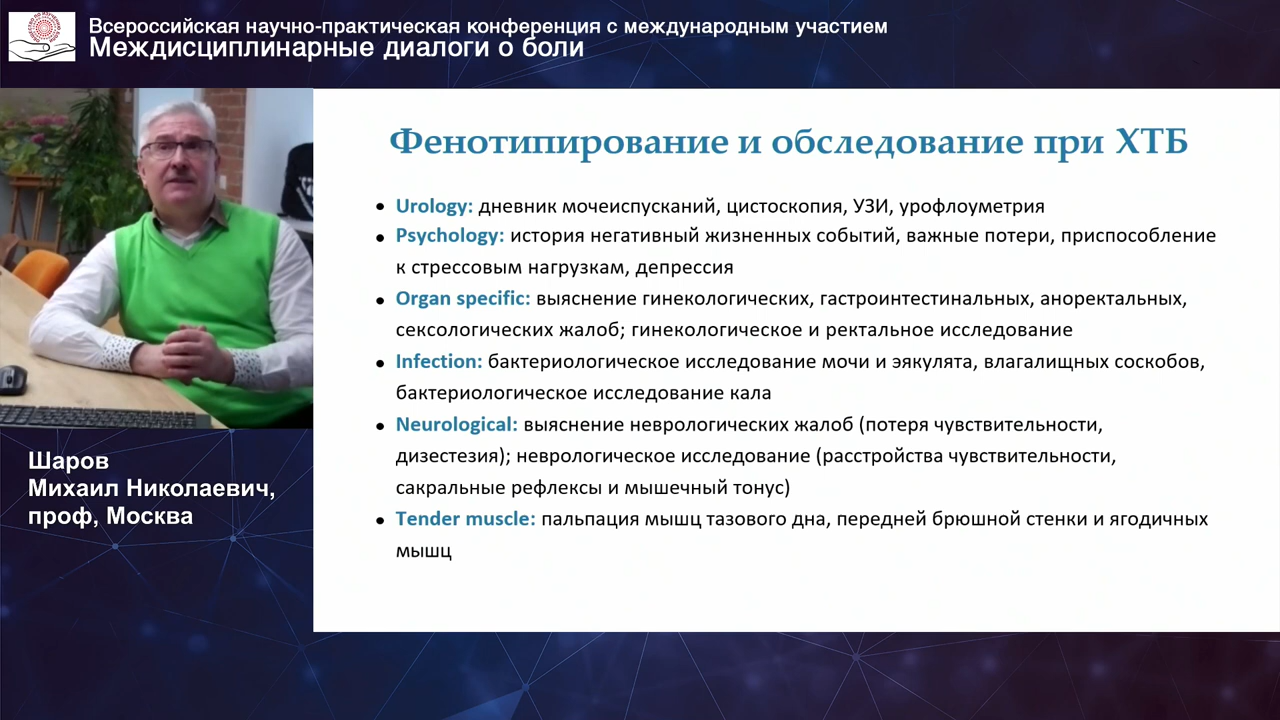 Всероссийская научно-практическая конференция с международным участием
Междисциплинарные диалоги о боли
Фенотипирование и обследование при ХТБ
• Urology: дневник мочеиспусканий, цистоскопия, УЗИ, урофлоуметрия
• Psychology: история негативный жизненных событий, важные потери, приспособление
к стрессовым нагрузкам, депрессия
• Organ specific: выяснение гинекологических, гастроинтестинальных, аноректальных,
сексологических жалоб; гинекологическое и ректальное исследование
• Infection: бактериологическое исследование мочи и эякулята, влагалищных соскобов,
бактериологическое исследование кала
• Neurological: выяснение неврологических жалоб (потеря чувствительности,
дизестезия); неврологическое исследование (расстройства чувствительности,
сакральные рефлексы и мышечный тонус)
• Tender muscle: пальпация мышц тазового дна, передней брюшной стенки и ягодичных
мышц
Шаров
Михаил Николаевич,
проф, Москва